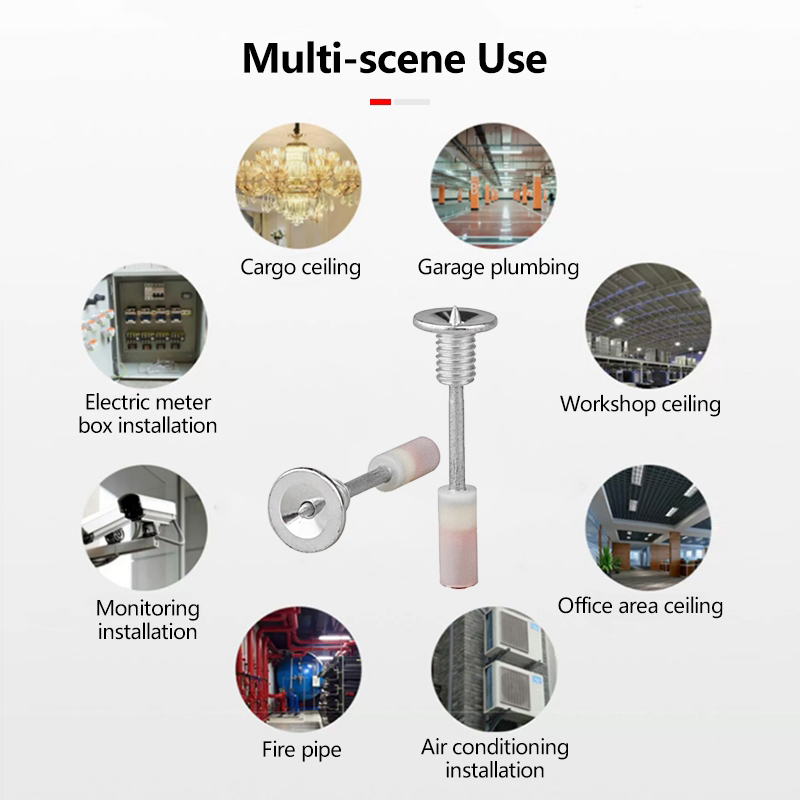 Multi-scene Use
Cargo ceiling
Garage plumbing
Electric meter
box installation
Workshop ceiling
Monitoring
installation
Office area ceiling
Fire pipe
Air conditioning
installation